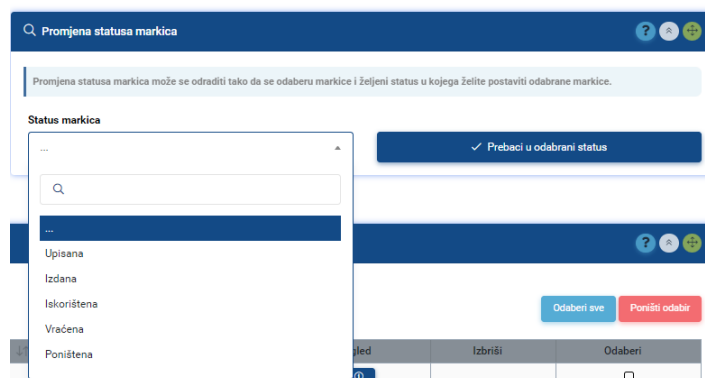 Promjena statusa markica
Promjena statusa markica može se odraditi tako da se odaberu markice i željeni status u kojega želite postaviti odabrane markice.
Status markica
...
Prebaci u odabrani status
...
Upisana
Izdana
Iskorištena
Vraćena
Poništena
Odaberi sve
Poništi odabir
Izbriši
Odaberi